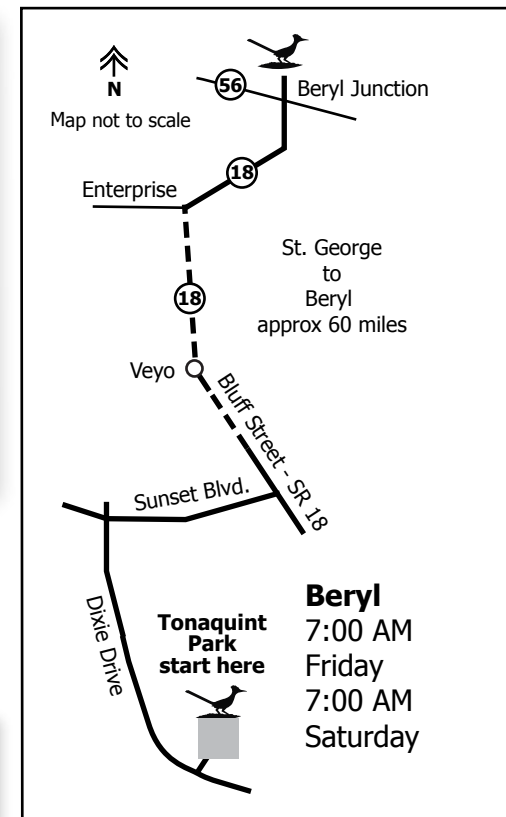 56
Beryl Junction
N
Map not to scale
18
Enterprise
St. George
to
Beryl
approx 60 miles
18
Veyo
Bluff Street - SR 18
Sunset Blvd.
Dixie Drive
Tonaquint
Park
start here
Beryl
7:00 AM
Friday
7:00 AM
Saturday